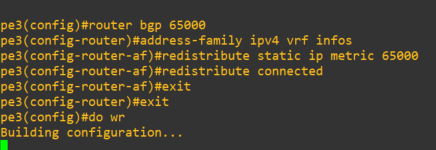 pe3(config)#router bgp 65000
pe3(config-router)#address-family ipv4 vrf infos
pe3(config-router-af)#redistribute static ip metric 65000
pe3(config-router-af)#redistribute connected
pe3(config-router-af)#exit
pe3(config-router)#exit
pe3(config)#do wr
Building configuration...